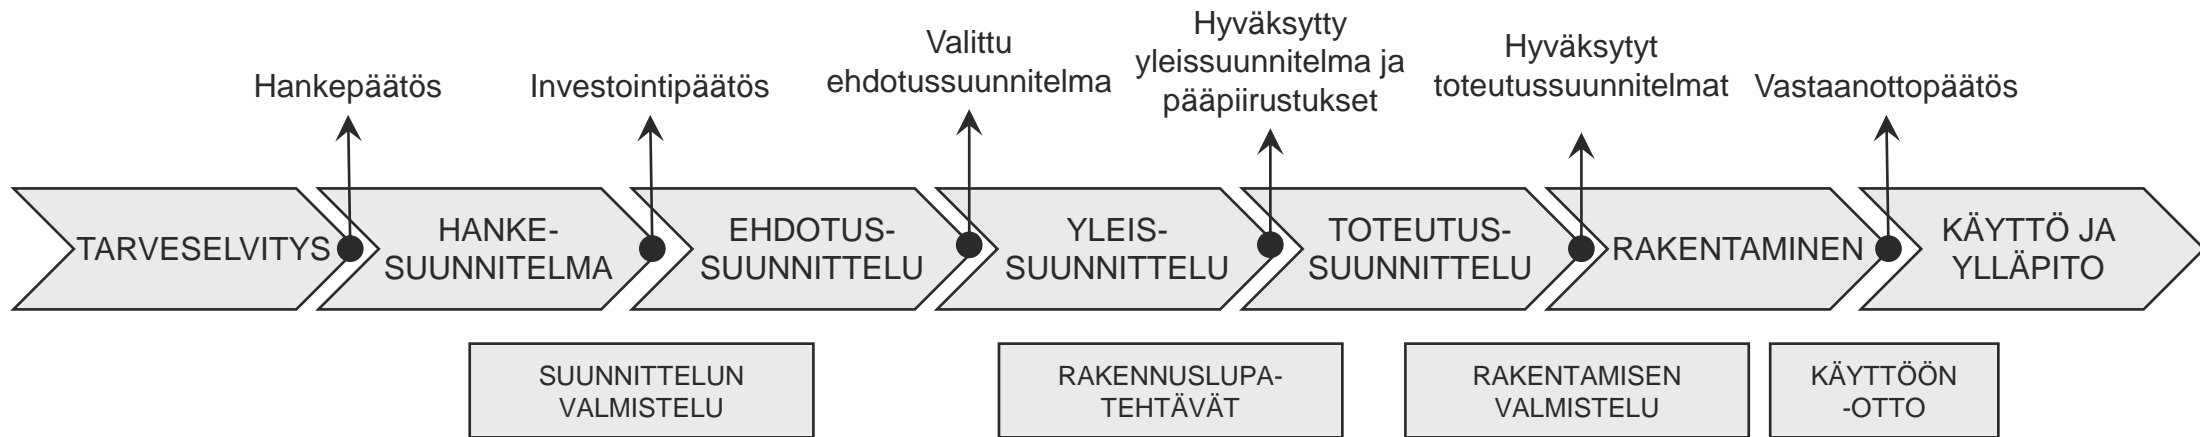 Hankepäätös
Investointipäätös
Valittu
ehdotussuunnitelma
Hyväksytty
yleissuunnitelma ja
pääpiirustukset
Hyväksytyt
toteutussuunnitelmat
Vastaanottopäätös
TARVESELVITYS
HANKE-
SUUNNITELMA
EHDOTUS-
SUUNNITTELU
YLEIS-
SUUNNITTELU
TOTEUTUS-
SUUNNITTELU
RAKENTAMINEN
KÄYTTÖ JA
YLLÄPITO
SUUNNITTELUN
VALMISTELU
RAKENNUSLUPA-
TEHTÄVÄT
RAKENTAMISEN
VALMISTELU
KÄYTTÖÖN
-OTTO